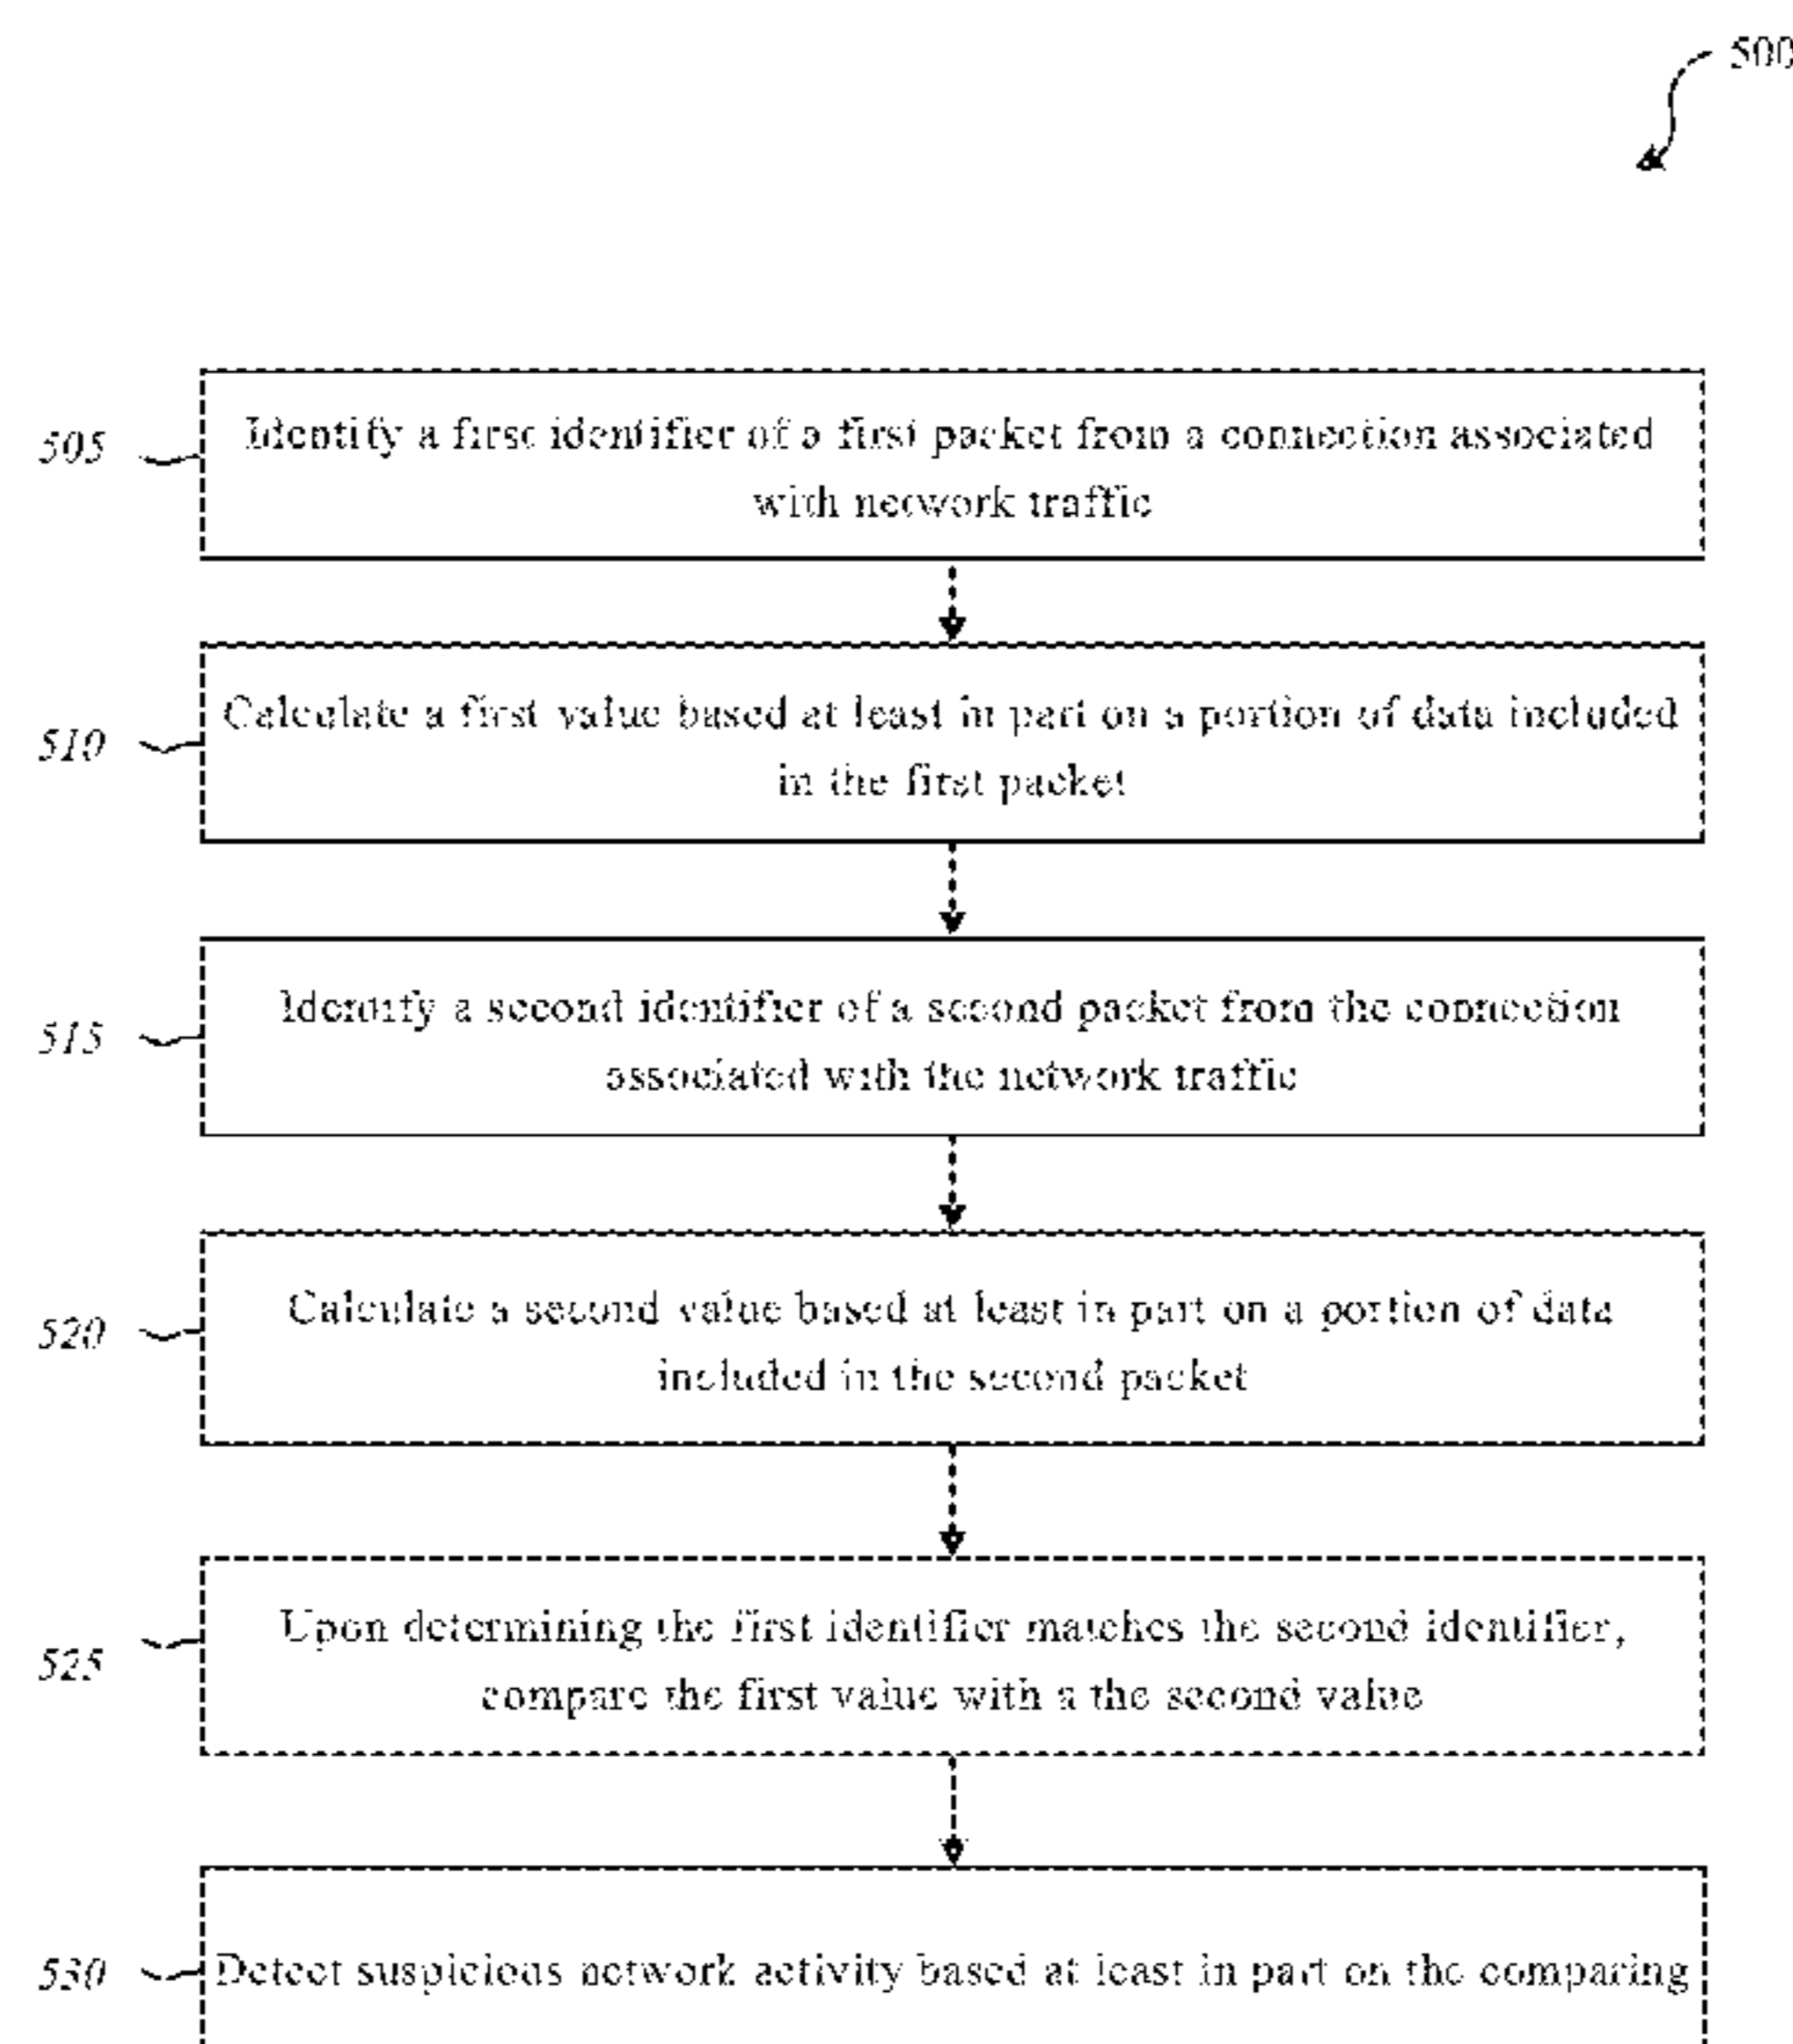 500
505
Identify a first identifier of a first packet from a connection associated
with network traffic
510
Calculate a first value based at least in part on a portion of data included
in the first packet
515
Identify a second identifier of a second packet from the connection
associated with the network traffic
520
Calculate a second value based at least in part on a portion of data
included in the second packet
525
Upon determining the first identifier matches the second identifier,
compare the first value with a the second value
530
Detect suspicious network activity based at least in part on the comparing